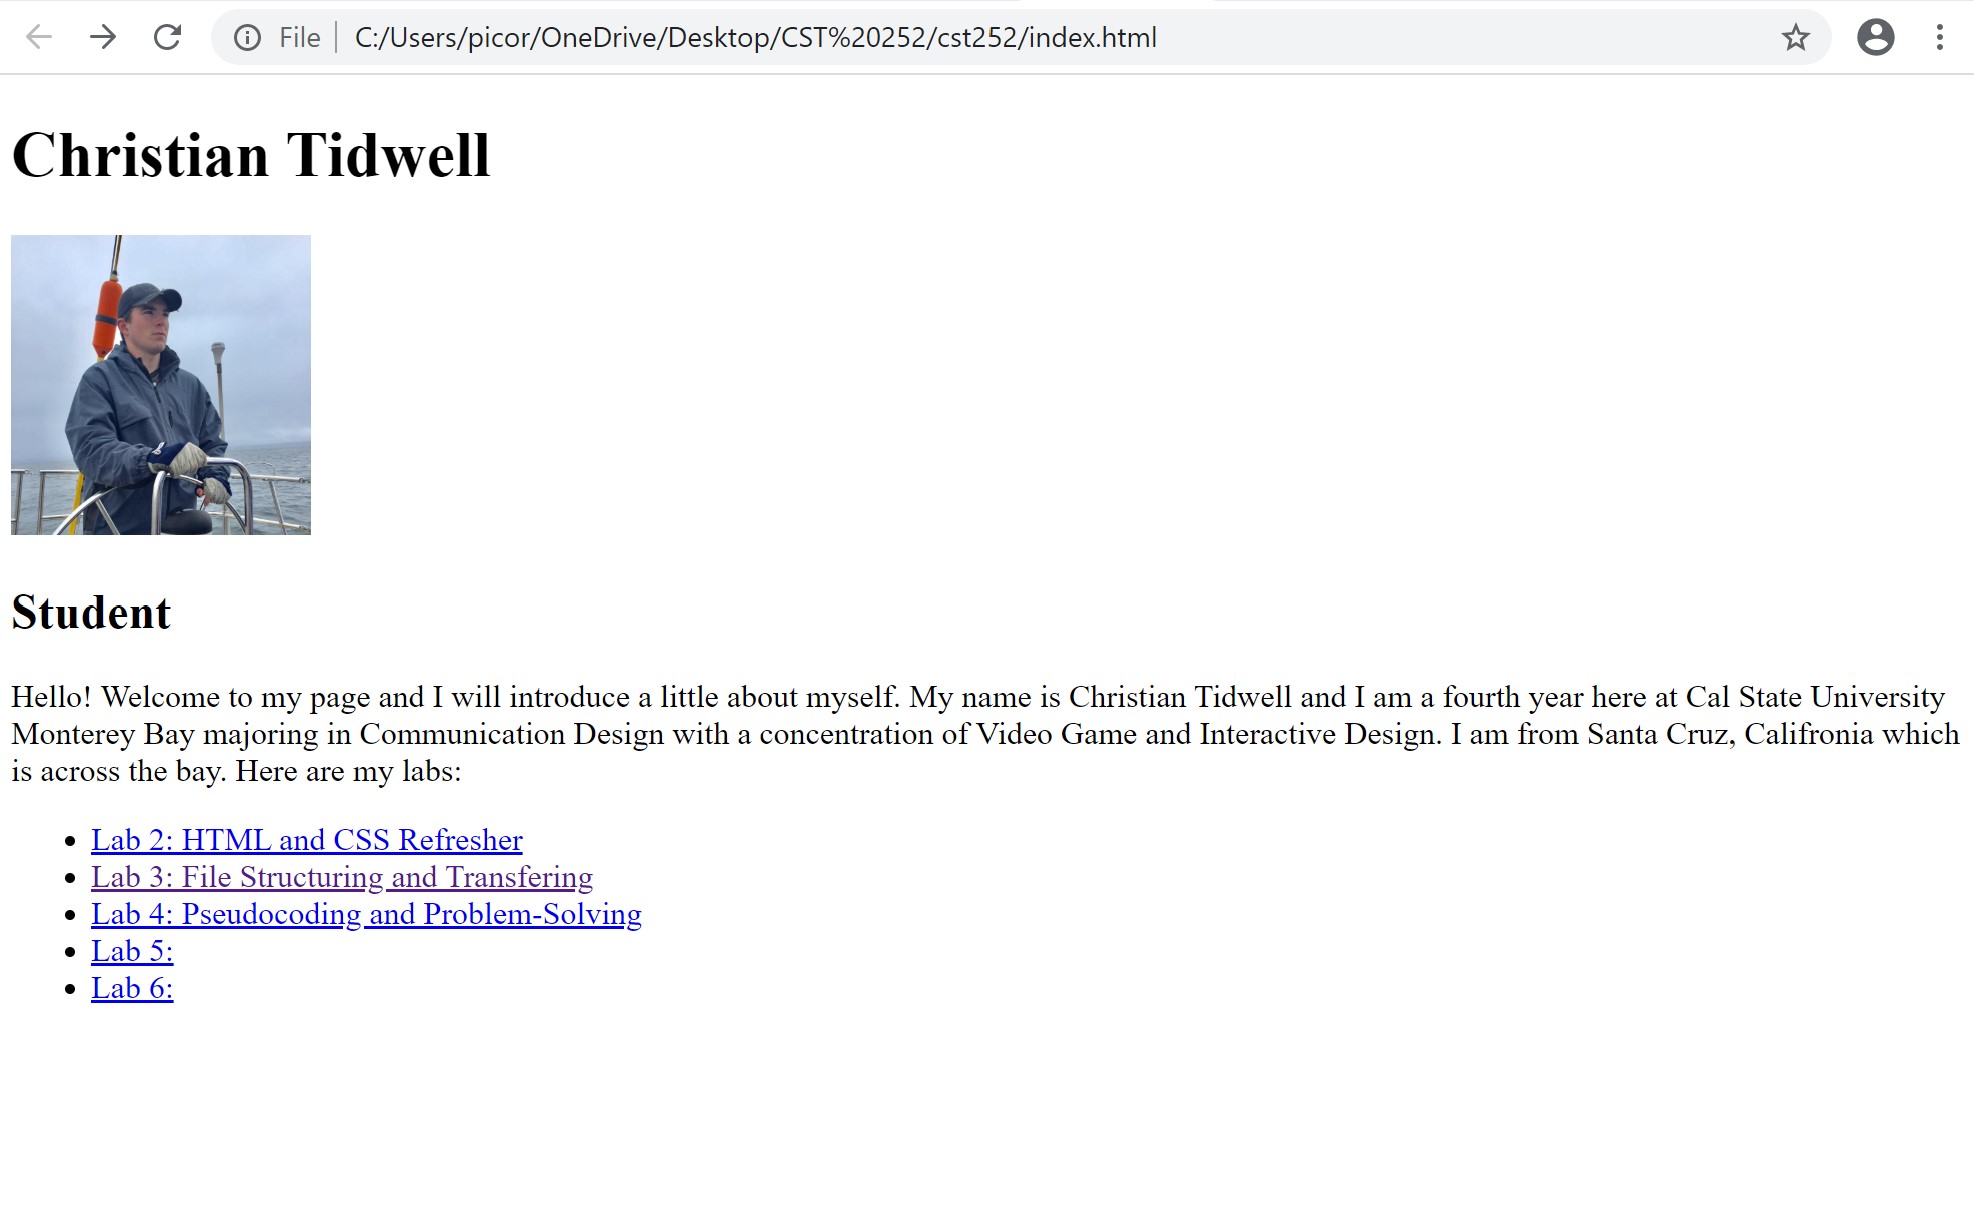 File C:/Users/picor/OneDrive/Desktop/CST%20252/cst252/index.html
Christian Tidwell
Student
Hello! Welcome to my page and I will introduce a little about myself. My name is Christian Tidwell and I am a fourth year here at Cal State University
Monterey Bay majoring in Communication Design with a concentration of Video Game and Interactive Design. I am from Santa Cruz, Califronia which
is across the bay. Here are my labs:
Lab 2: HTML and CSS Refresher
Lab 3: File Structuring and Transfering
Lab 4: Pseudocoding and Problem-Solving
Lab 5:
Lab 6: